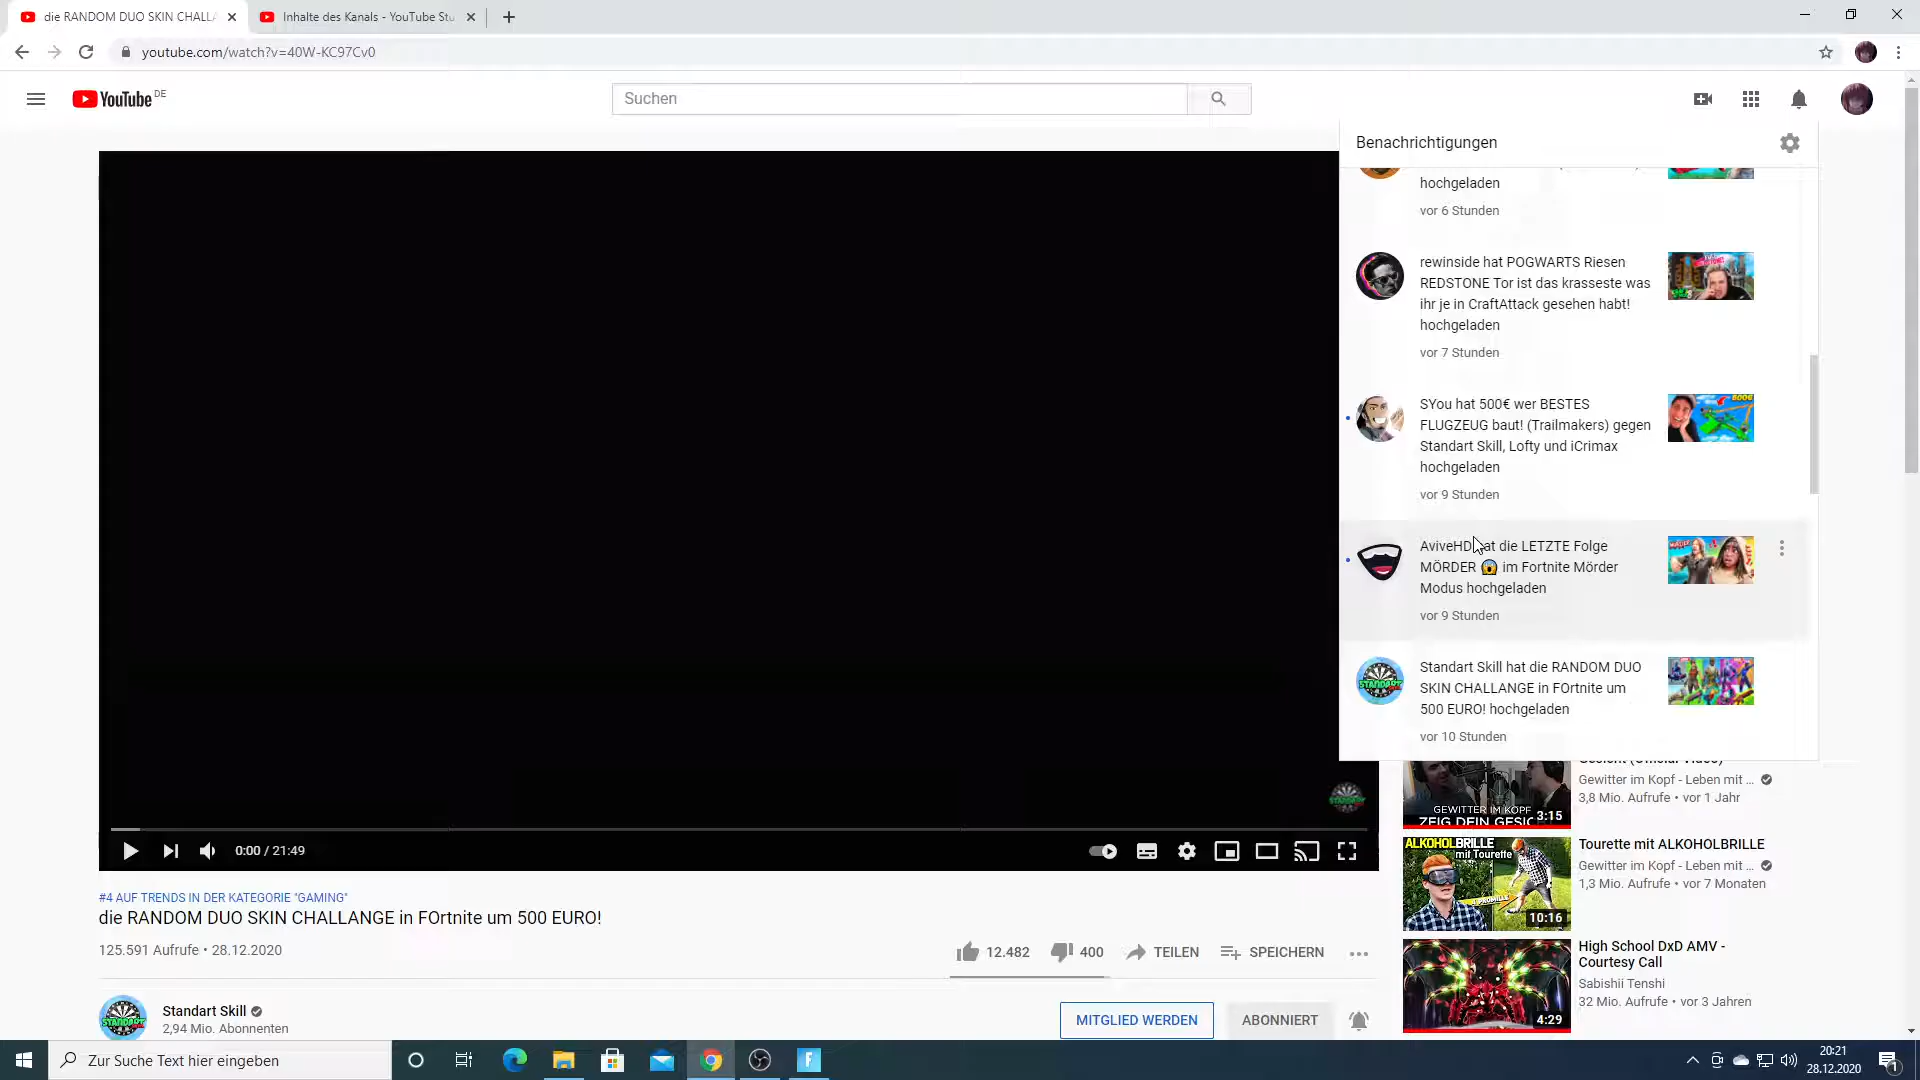 die RANDOM DUO SKIN CHALLA
Inhalte des Kanals - YouTube Stu
youtube.com/watch?v=40W-KC97Cv0
YouTube DE
Suchen
Benachrichtigungen
hochgeladen
vor 6 Stunden
rewinside hat POGWARTS Riesen
REDSTONE Tor ist das krasseste was
ihr je in CraftAttack gesehen habt!
hochgeladen
vor 7 Stunden
SYou hat 500€ wer BESTES
FLUGZEUG baut! (Trailmakers) gegen
Standart Skill, Lofty und iCrimax
hochgeladen
vor 9 Stunden
500€
AviveHD hat die LETZTE Folge
MÖRDER 😱 im Fortnite Mörder
Modus hochgeladen
vor 9 Stunden
STANDART
Standart Skill hat die RANDOM DUO
SKIN CHALLANGE in FOrtnite um
500 EURO! hochgeladen
vor 10 Stunden
0:00 / 21:49
#4 AUF TRENDS IN DER KATEGORIE "GAMING"
die RANDOM DUO SKIN CHALLANGE in FOrtnite um 500 EURO!
125.591 Aufrufe • 28.12.2020
12.482
400
TEILEN
SPEICHERN
STANDART
Standart Skill
2,94 Mio. Abonnenten
MITGLIED WERDEN
ABONNIERT
GEWITTER IM KOPF
ZEIG DEIN GESIC
3:15
Gewitter im Kopf - Leben mit ...
3,8 Mio. Aufrufe • vor 1 Jahr
ALKOHOLBRILLE
mit Tourette
10:16
Tourette mit ALKOHOLBRILLE
Gewitter im Kopf - Leben mit ...
1,3 Mio. Aufrufe • vor 7 Monaten
4:29
High School DxD AMV -
Courtesy Call
Sabishii Tenshi
32 Mio. Aufrufe • vor 3 Jahren
Zur Suche Text hier eingeben
20:21
28.12.2020
1